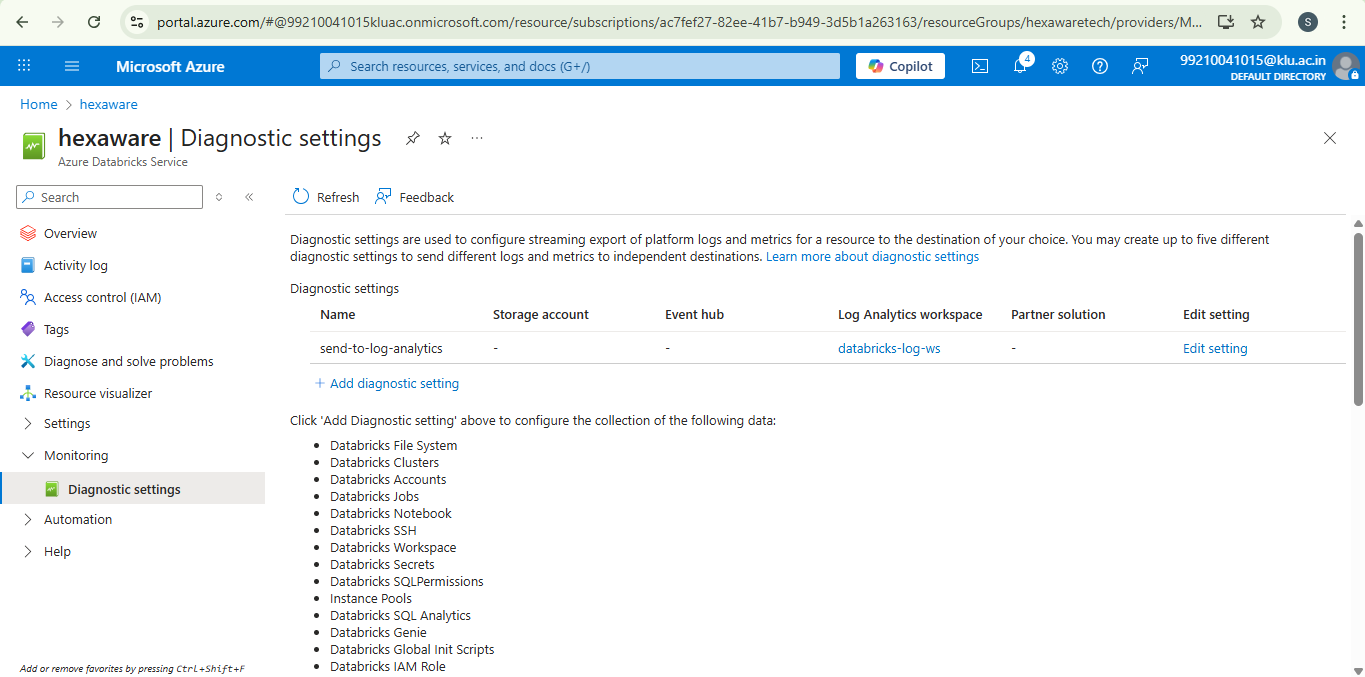 portal.azure.com/#@99210041015kluac.onmicrosoft.com/resource/subscriptions/ac7fef27-82ee-41b7-b949-3d5b1a263163/resourceGroups/hexawaretech/providers/M...
S
Microsoft Azure
Search resources, services, and docs (G+/)
Copilot
4
99210041015@klu.ac.in
DEFAULT DIRECTORY
Home > hexaware
hexaware | Diagnostic settings
Azure Databricks Service
Search
Overview
Activity log
Access control (IAM)
Tags
Diagnose and solve problems
Resource visualizer
Settings
Monitoring
Diagnostic settings
Automation
Help
Add or remove favorites by pressing Ctrl+Shift+F
Refresh Feedback
Diagnostic settings are used to configure streaming export of platform logs and metrics for a resource to the destination of your choice. You may create up to five different
diagnostic settings to send different logs and metrics to independent destinations. Learn more about diagnostic settings
Diagnostic settings
Name Storage account Event hub Log Analytics workspace Partner solution Edit setting
send-to-log-analytics - - databricks-log-ws - Edit setting
+ Add diagnostic setting
Click 'Add Diagnostic setting' above to configure the collection of the following data:
• Databricks File System
• Databricks Clusters
• Databricks Accounts
• Databricks Jobs
• Databricks Notebook
• Databricks SSH
• Databricks Workspace
• Databricks Secrets
• Databricks SQLPermissions
• Instance Pools
• Databricks SQL Analytics
• Databricks Genie
• Databricks Global Init Scripts
• Databricks IAM Role